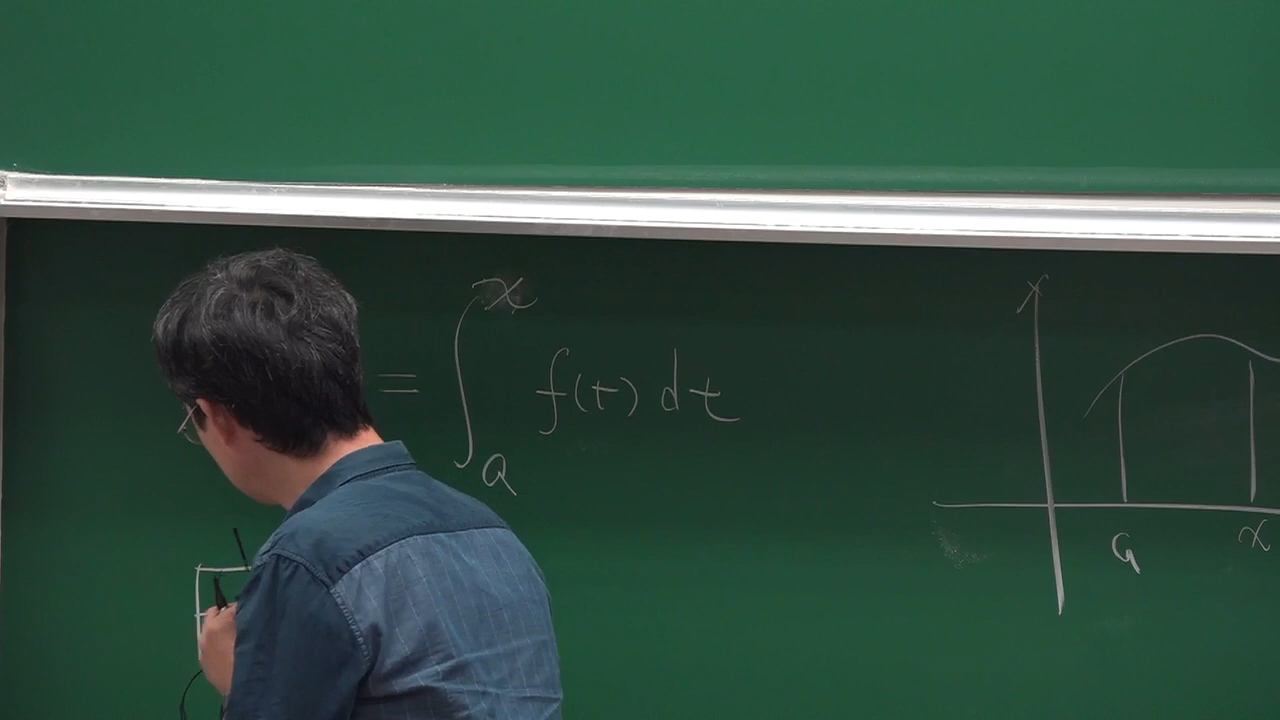 = ∫_a^x f(t) dt
a x